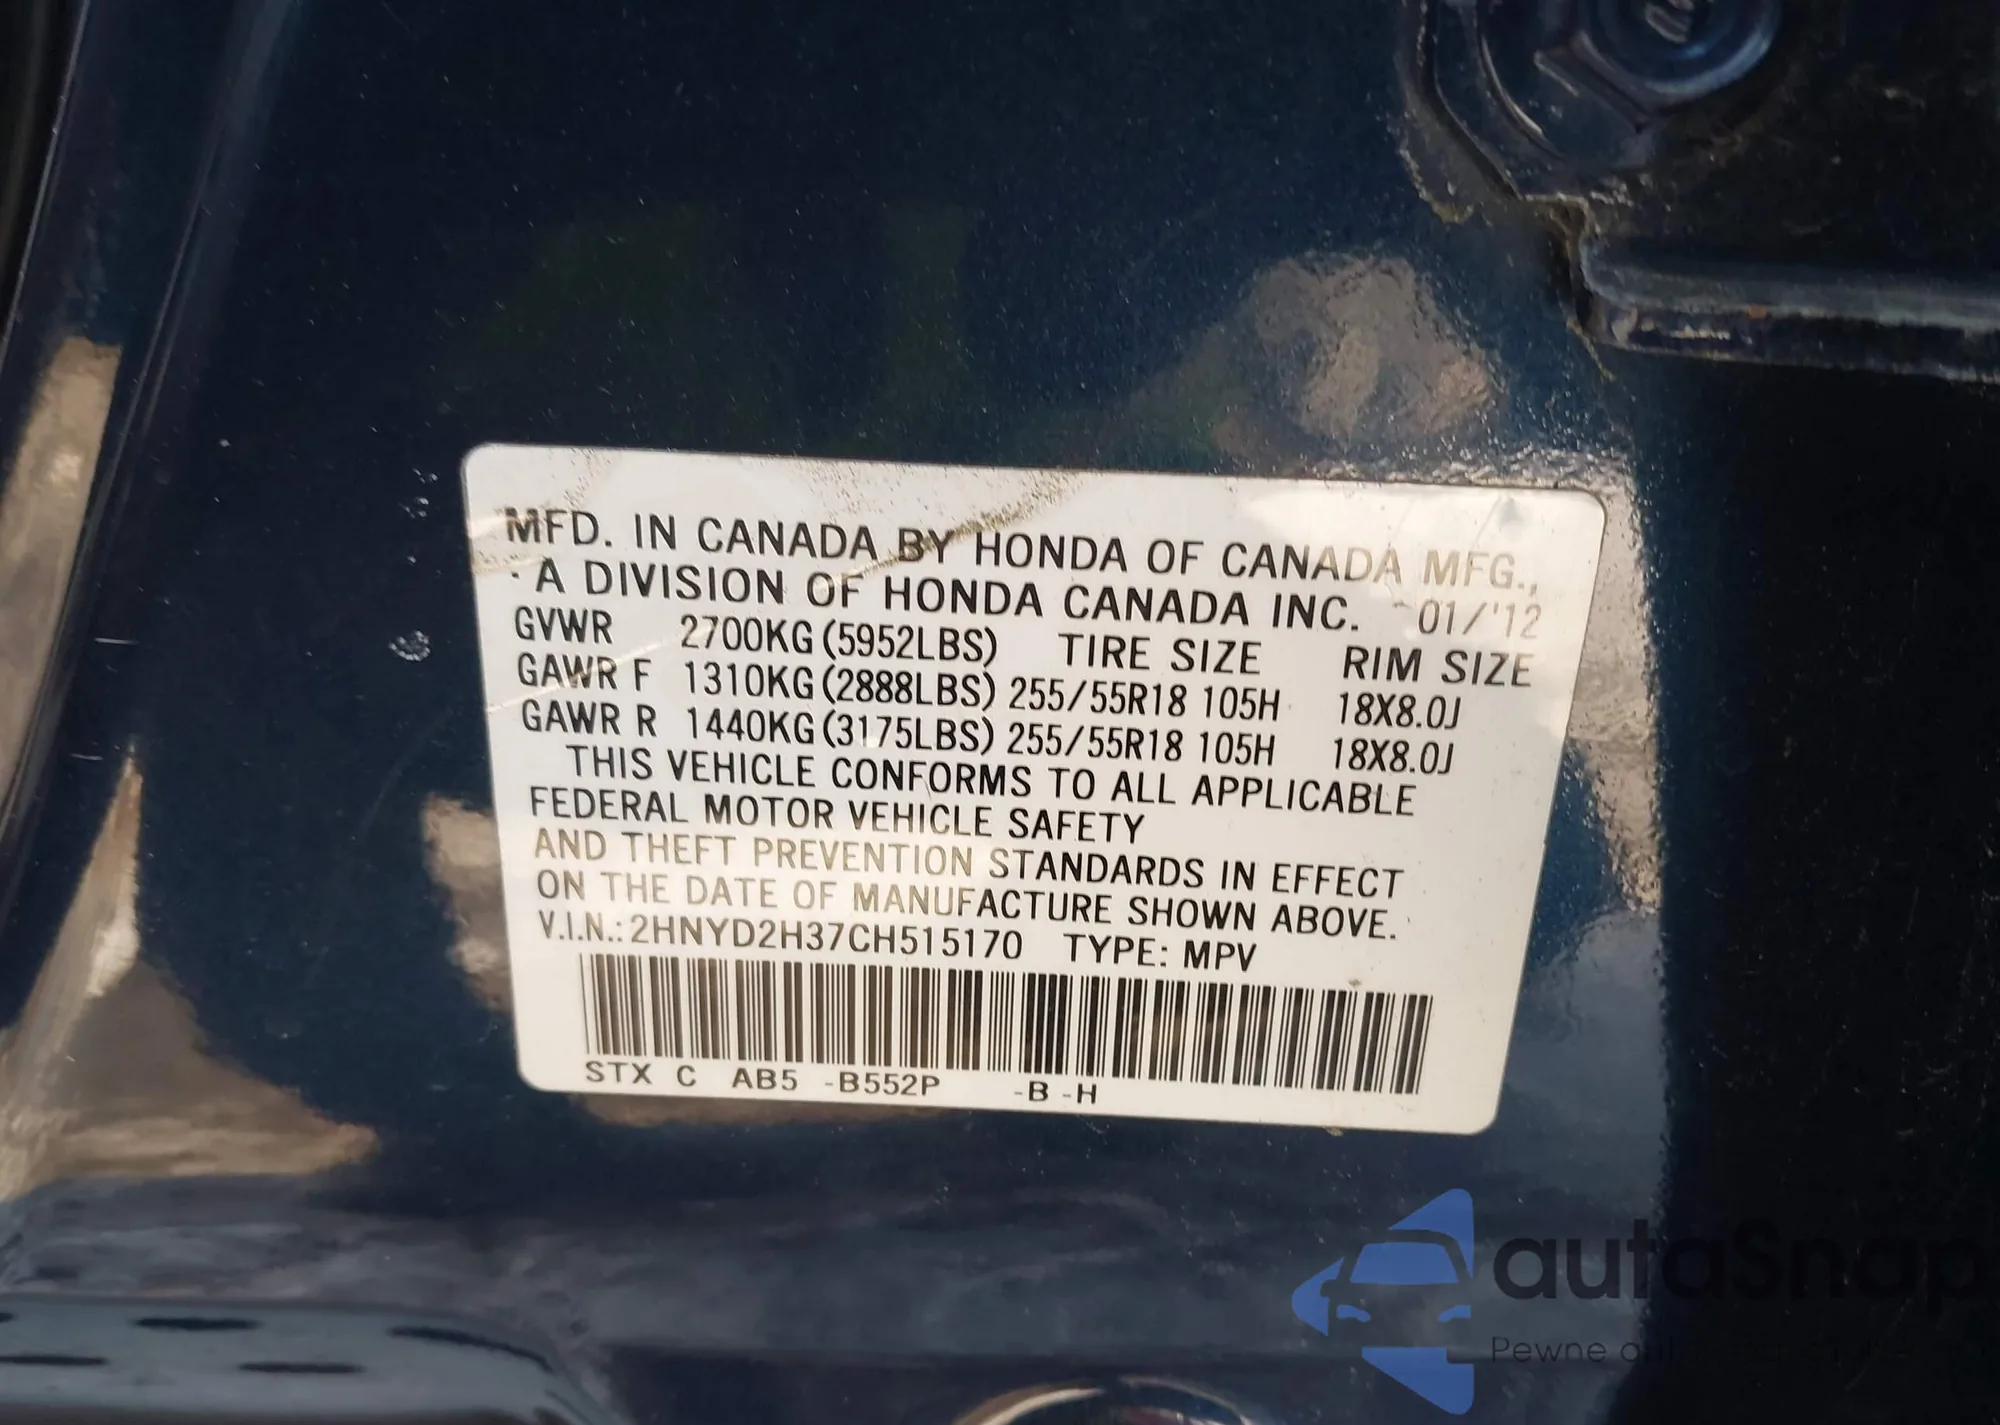 MFD. IN CANADA BY HONDA OF CANADA MFG.,
A DIVISION OF HONDA CANADA INC. 01/'12
GVWR 2700KG (5952LBS) TIRE SIZE RIM SIZE
GAWR F 1310KG (2888LBS) 255/55R18 105H 18X8.0J
GAWR R 1440KG (3175LBS) 255/55R18 105H 18X8.0J
THIS VEHICLE CONFORMS TO ALL APPLICABLE
FEDERAL MOTOR VEHICLE SAFETY
AND THEFT PREVENTION STANDARDS IN EFFECT
ON THE DATE OF MANUFACTURE SHOWN ABOVE.
V.I.N.: 2HNYD2H37CH515170 TYPE: MPV
STX C AB5 -B552P -B -H
autaSnap
Pewne